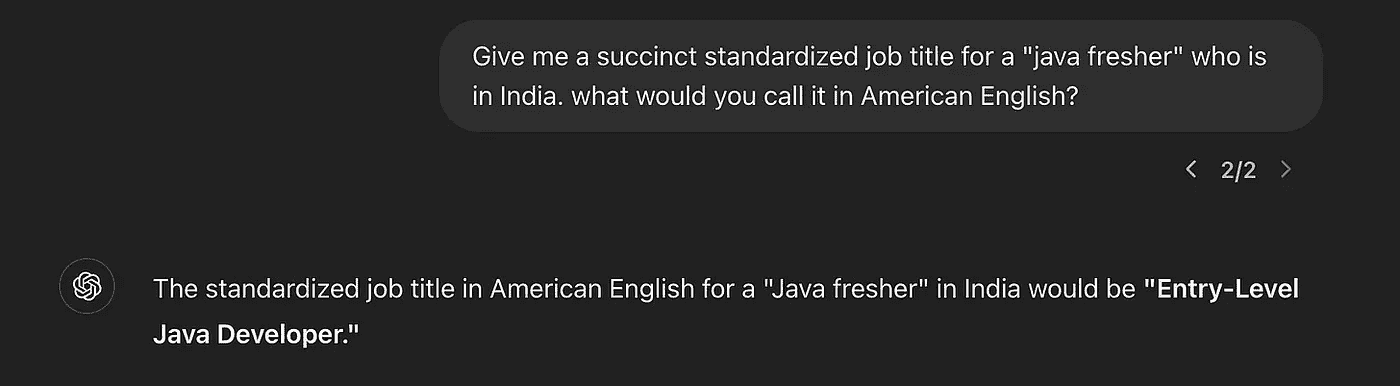 Give me a succinct standardized job title for a "java fresher" who is
in India. what would you call it in American English?
2/2
The standardized job title in American English for a "Java fresher" in India would be "Entry-Level
Java Developer."